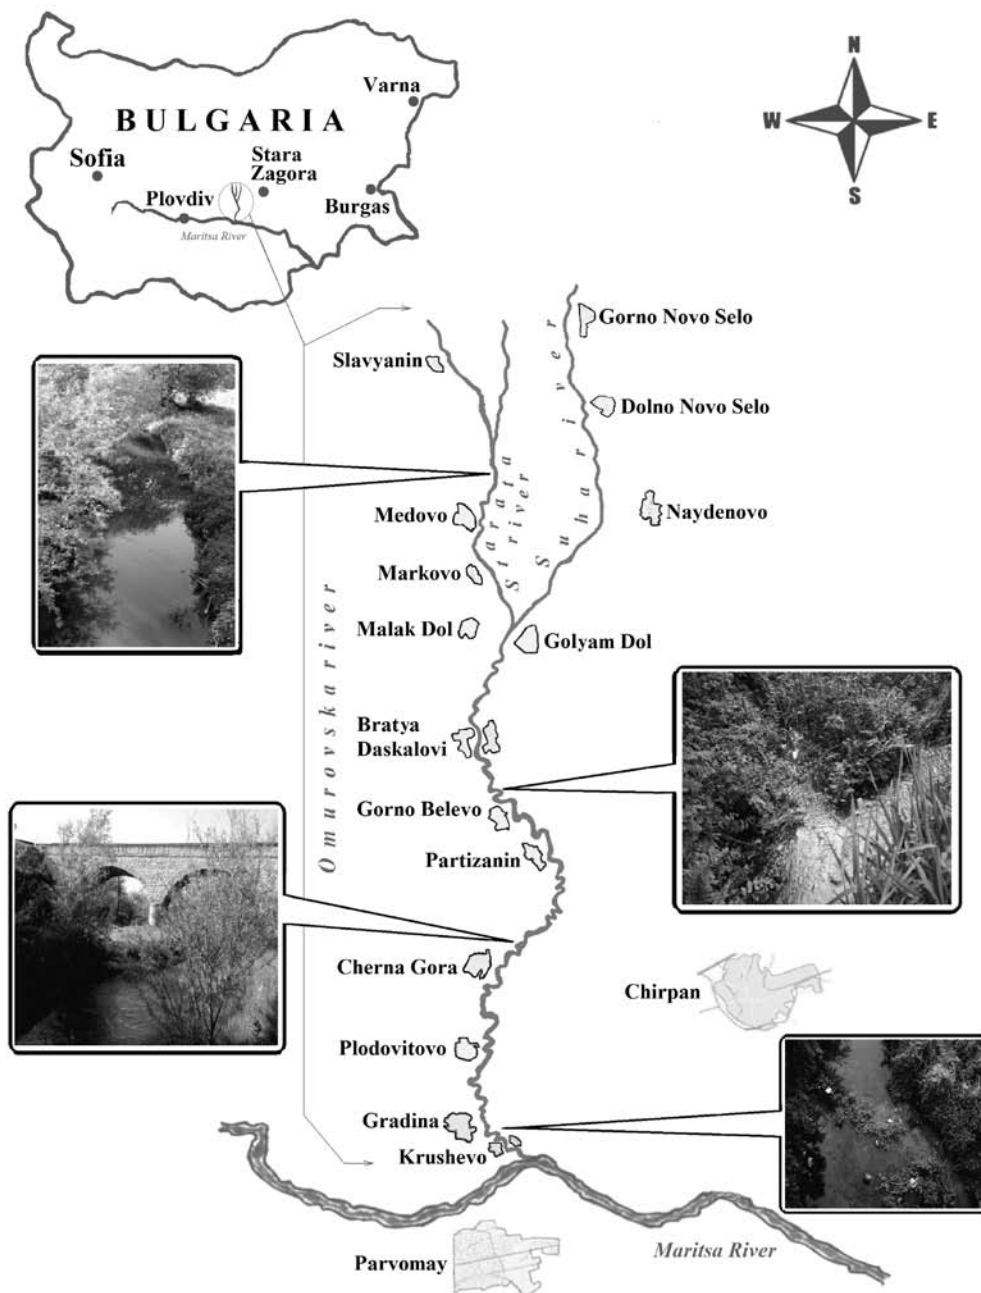 N
W
E
S
Varna
BULGARIA
Sofia
Stara
Zagora
Plovdiv
Burgas
Maritsa River
Gorno Novo Selo
Slavyanin
Dolno Novo Selo
Starata
river
Suha river
Medovo
Naydenovo
Markovo
Malak Dol
Golyam Dol
Omurovska river
Bratya
Daskalovi
Gorno Belevo
Partizanin
Cherna Gora
Chirpan
Plodovitovo
Gradina
Krushevo
Maritsa River
Parvomay